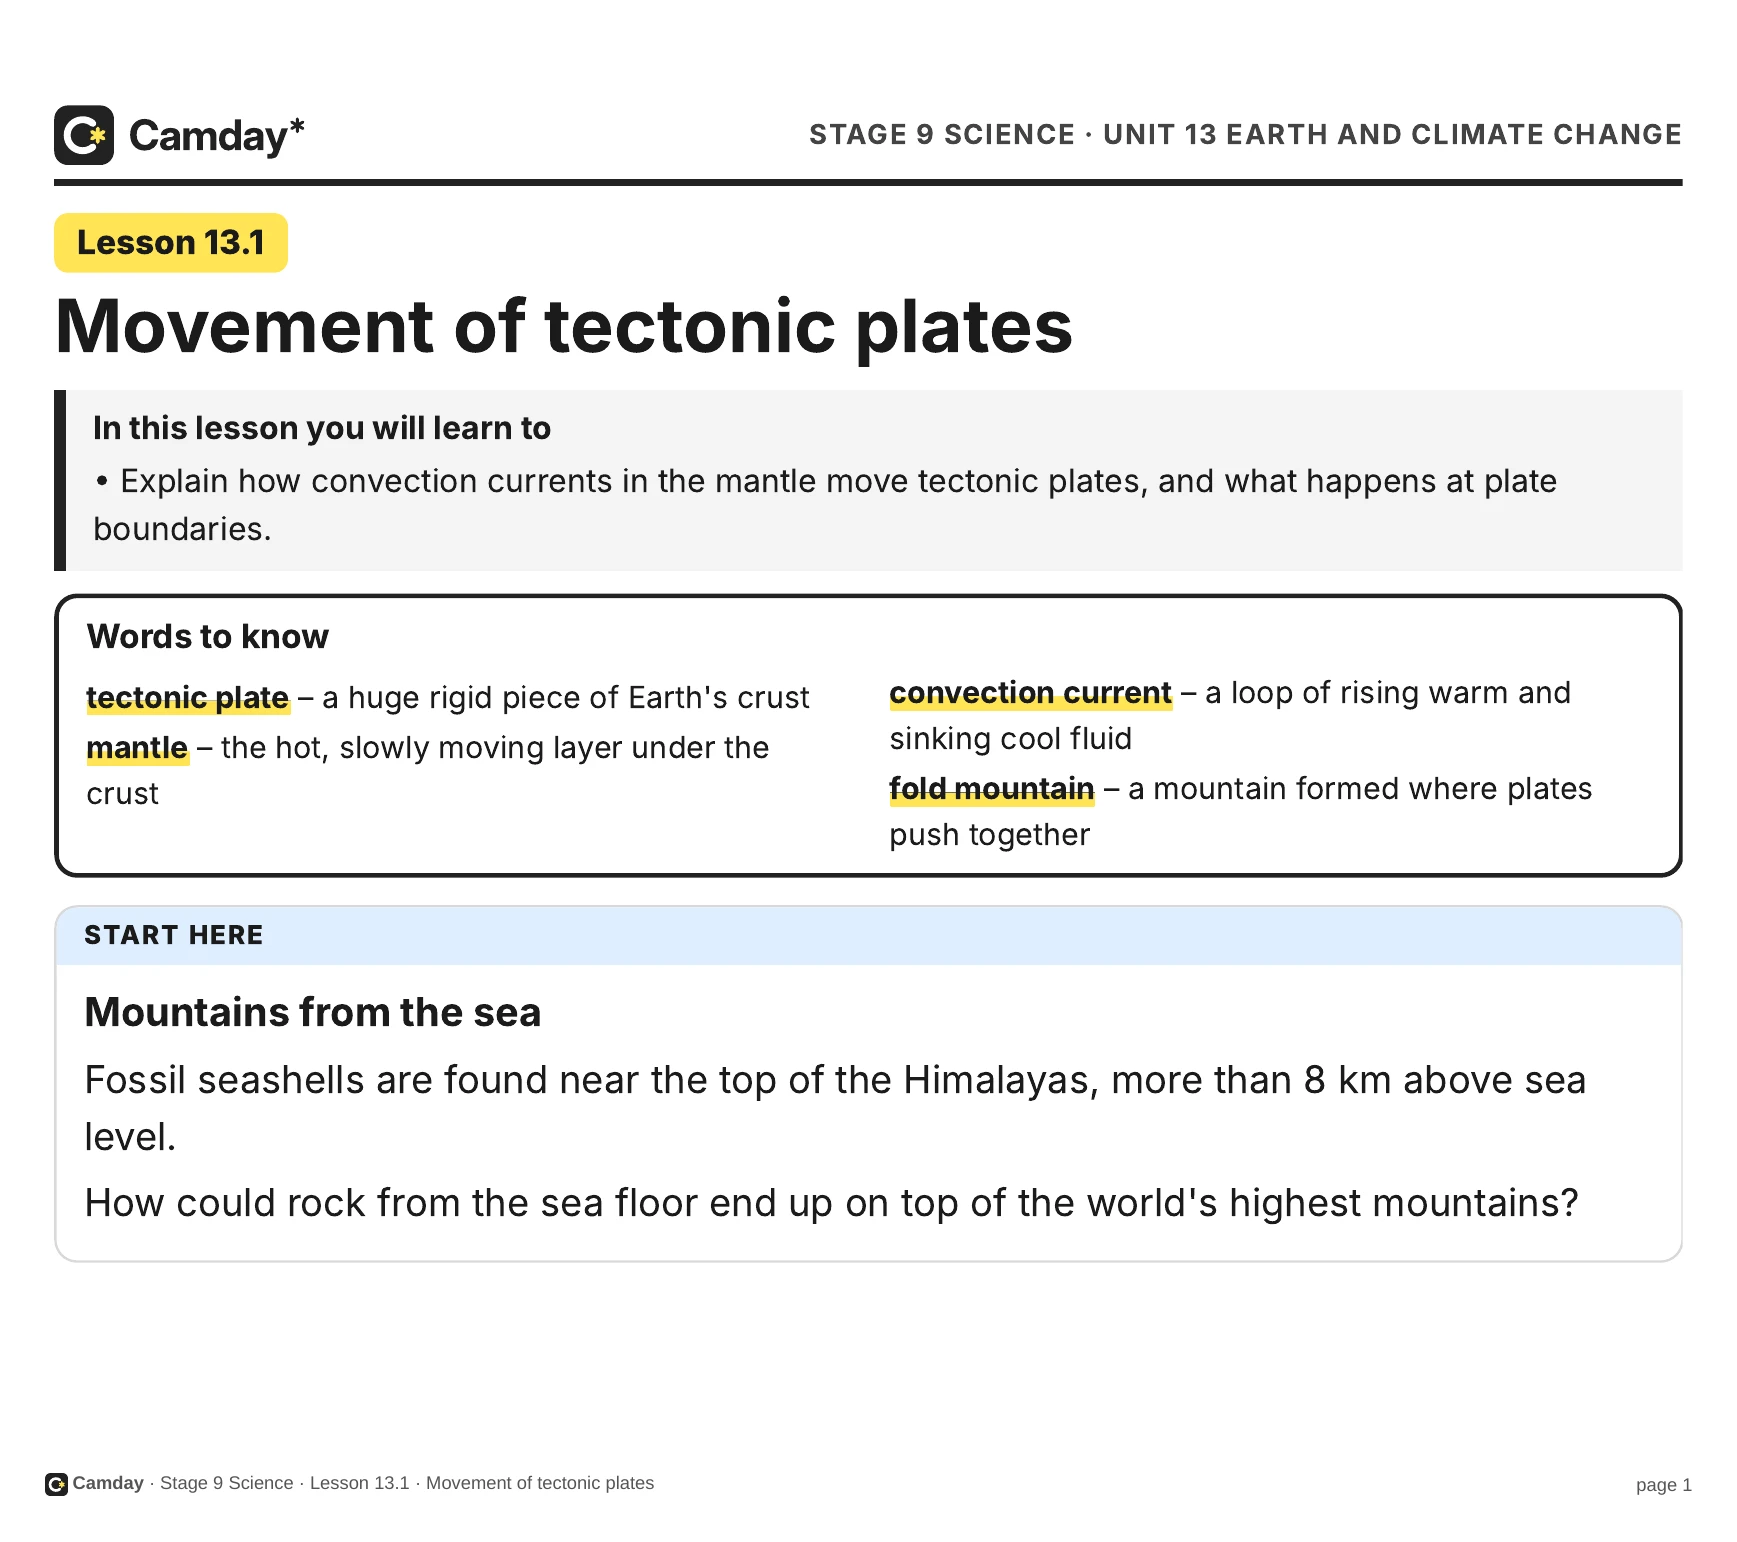 Camday*
STAGE 9 SCIENCE · UNIT 13 EARTH AND CLIMATE CHANGE
Lesson 13.1
Movement of tectonic plates
In this lesson you will learn to
• Explain how convection currents in the mantle move tectonic plates, and what happens at plate
boundaries.
Words to know
tectonic plate – a huge rigid piece of Earth's crust
mantle – the hot, slowly moving layer under the
crust
convection current – a loop of rising warm and
sinking cool fluid
fold mountain – a mountain formed where plates
push together
START HERE
Mountains from the sea
Fossil seashells are found near the top of the Himalayas, more than 8 km above sea
level.
How could rock from the sea floor end up on top of the world's highest mountains?
Camday · Stage 9 Science · Lesson 13.1 · Movement of tectonic plates
page 1